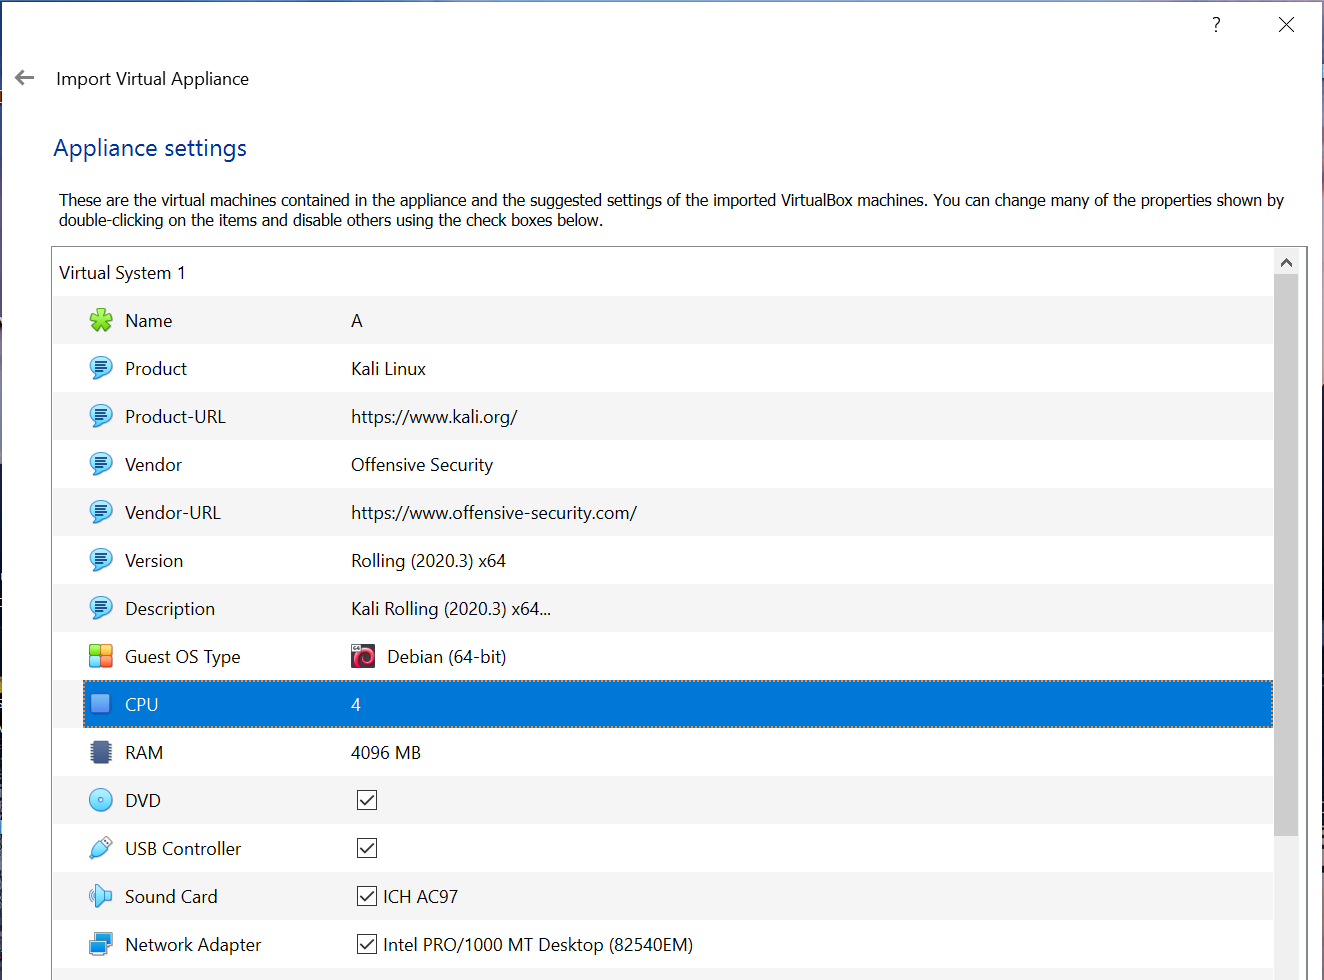 ?
Import Virtual Appliance
Appliance settings
These are the virtual machines contained in the appliance and the suggested settings of the imported VirtualBox machines. You can change many of the properties shown by
double-clicking on the items and disable others using the check boxes below.
Virtual System 1
Name A
Product Kali Linux
Product-URL https://www.kali.org/
Vendor Offensive Security
Vendor-URL https://www.offensive-security.com/
Version Rolling (2020.3) x64
Description Kali Rolling (2020.3) x64...
Guest OS Type 64 Debian (64-bit)
CPU 4
RAM 4096 MB
DVD
USB Controller
Sound Card ICH AC97
Network Adapter Intel PRO/1000 MT Desktop (82540EM)